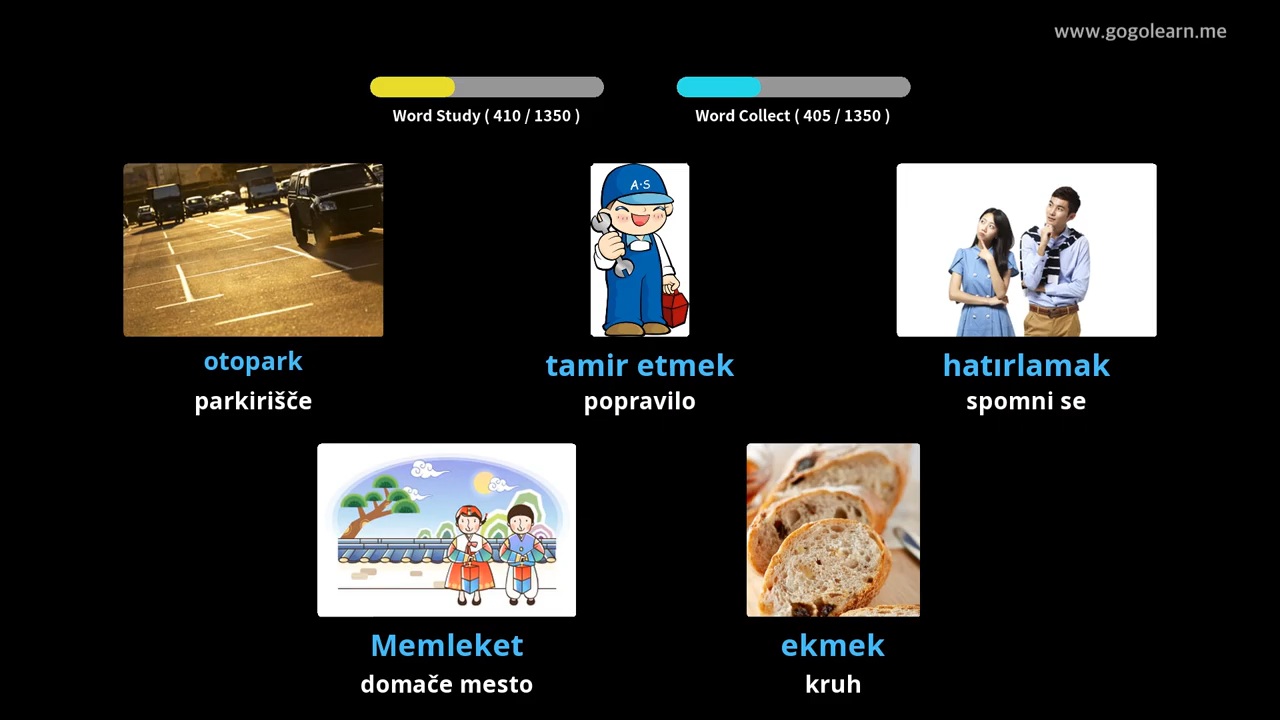 www.gogolearn.me
Word Study ( 410 / 1350 )
Word Collect ( 405 / 1350 )
A·S
otopark
parkirišče
tamir etmek
popravilo
hatırlamak
spomni se
Memleket
domače mesto
ekmek
kruh